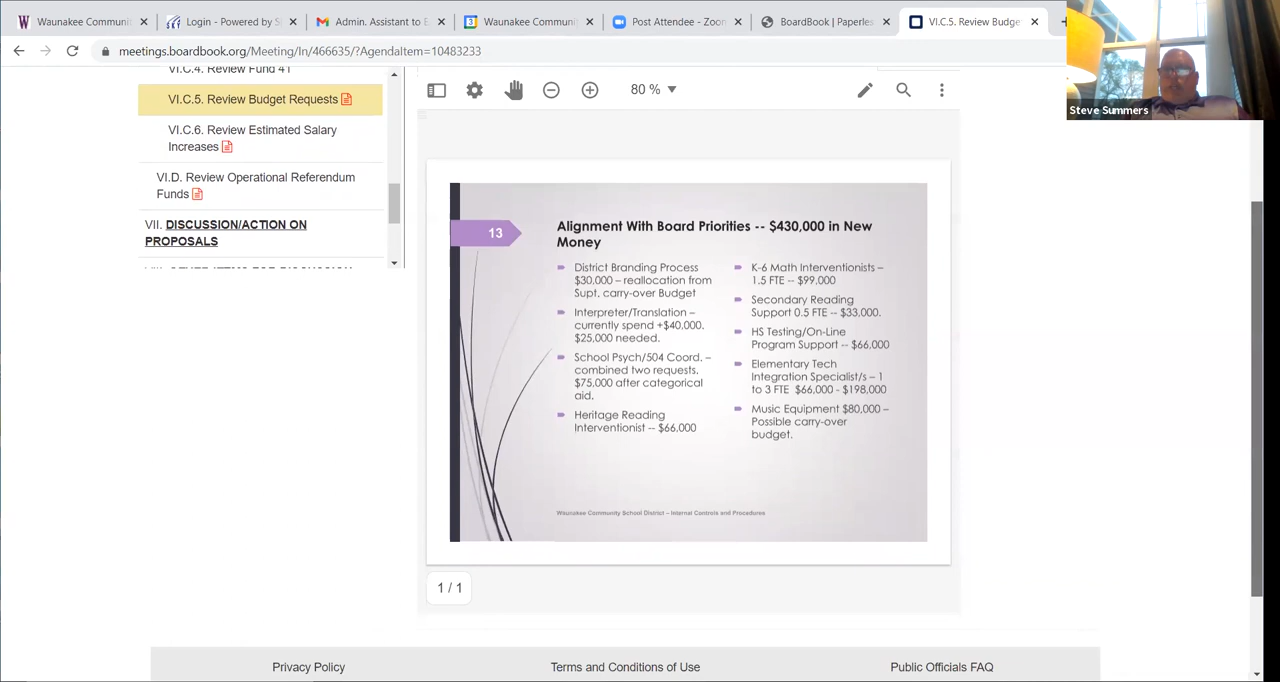 Waunakee Communi
Login - Powered by S
Admin. Assistant to E
Waunakee Communi
Post Attendee - Zoon
BoardBook | Paperles
VI.C.5. Review Budge
meetings.boardbook.org/Meeting/In/466635/?AgendaItem=10483233
Steve Summers
VI.C.4. Review Fund 41
VI.C.5. Review Budget Requests
VI.C.6. Review Estimated Salary
Increases
VI.D. Review Operational Referendum
Funds
VII. DISCUSSION/ACTION ON
PROPOSALS
80 %
13
Alignment With Board Priorities -- $430,000 in New
Money
District Branding Process
$30,000 – reallocation from
Supt. carry-over Budget
Interpreter/Translation –
currently spend +$40,000.
$25,000 needed.
School Psych/504 Coord. –
combined two requests.
$75,000 after categorical
aid.
Heritage Reading
Interventionist -- $66,000
K-6 Math Interventionists –
1.5 FTE -- $99,000
Secondary Reading
Support 0.5 FTE -- $33,000.
HS Testing/On-Line
Program Support -- $66,000
Elementary Tech
Integration Specialist/s – 1
to 3 FTE $66,000 - $198,000
Music Equipment $80,000 –
Possible carry-over
budget.
Waunakee Community School District – Internal Controls and Procedures
1 / 1
Privacy Policy
Terms and Conditions of Use
Public Officials FAQ